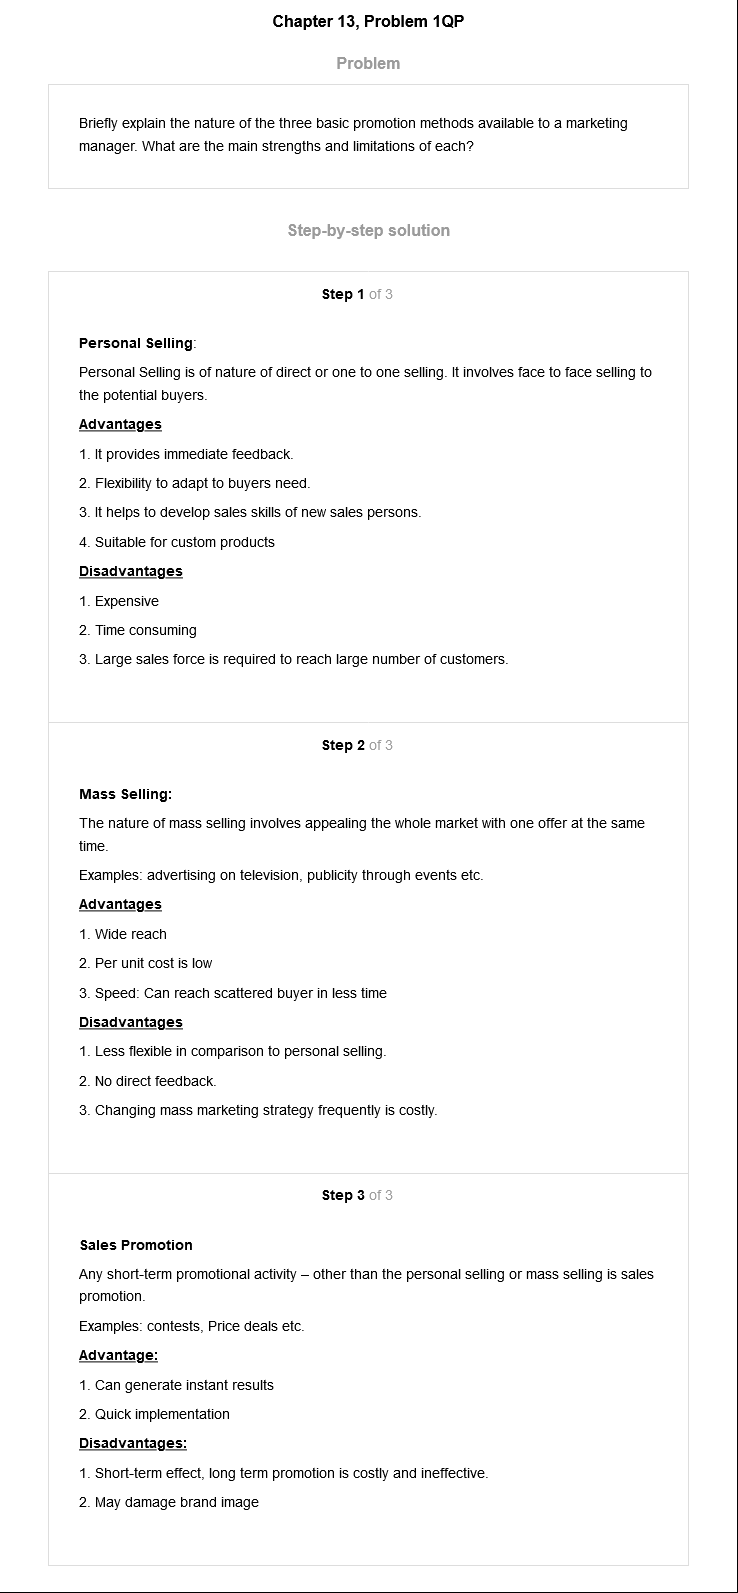 Chapter 13, Problem 1QP
Problem
Briefly explain the nature of the three basic promotion methods available to a marketing
manager. What are the main strengths and limitations of each?
Step-by-step solution
Step 1 of 3
Personal Selling:
Personal Selling is of nature of direct or one to one selling. It involves face to face selling to
the potential buyers.
Advantages
1. It provides immediate feedback.
2. Flexibility to adapt to buyers need.
3. It helps to develop sales skills of new sales persons.
4. Suitable for custom products
Disadvantages
1. Expensive
2. Time consuming
3. Large sales force is required to reach large number of customers.
Step 2 of 3
Mass Selling:
The nature of mass selling involves appealing the whole market with one offer at the same
time.
Examples: advertising on television, publicity through events etc.
Advantages
1. Wide reach
2. Per unit cost is low
3. Speed: Can reach scattered buyer in less time
Disadvantages
1. Less flexible in comparison to personal selling.
2. No direct feedback.
3. Changing mass marketing strategy frequently is costly.
Step 3 of 3
Sales Promotion
Any short-term promotional activity – other than the personal selling or mass selling is sales
promotion.
Examples: contests, Price deals etc.
Advantage:
1. Can generate instant results
2. Quick implementation
Disadvantages:
1. Short-term effect, long term promotion is costly and ineffective.
2. May damage brand image